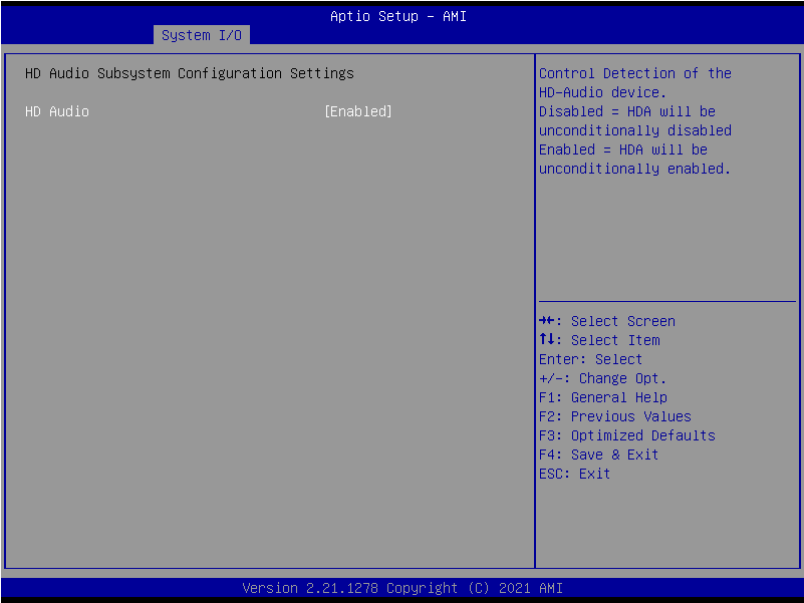 Aptio Setup – AMI
System I/O
HD Audio Subsystem Configuration Settings
HD Audio [Enabled]
Control Detection of the
HD-Audio device.
Disabled = HDA will be
unconditionally disabled
Enabled = HDA will be
unconditionally enabled.
→←: Select Screen
↑↓: Select Item
Enter: Select
+/-: Change Opt.
F1: General Help
F2: Previous Values
F3: Optimized Defaults
F4: Save & Exit
ESC: Exit
Version 2.21.1278 Copyright (C) 2021 AMI